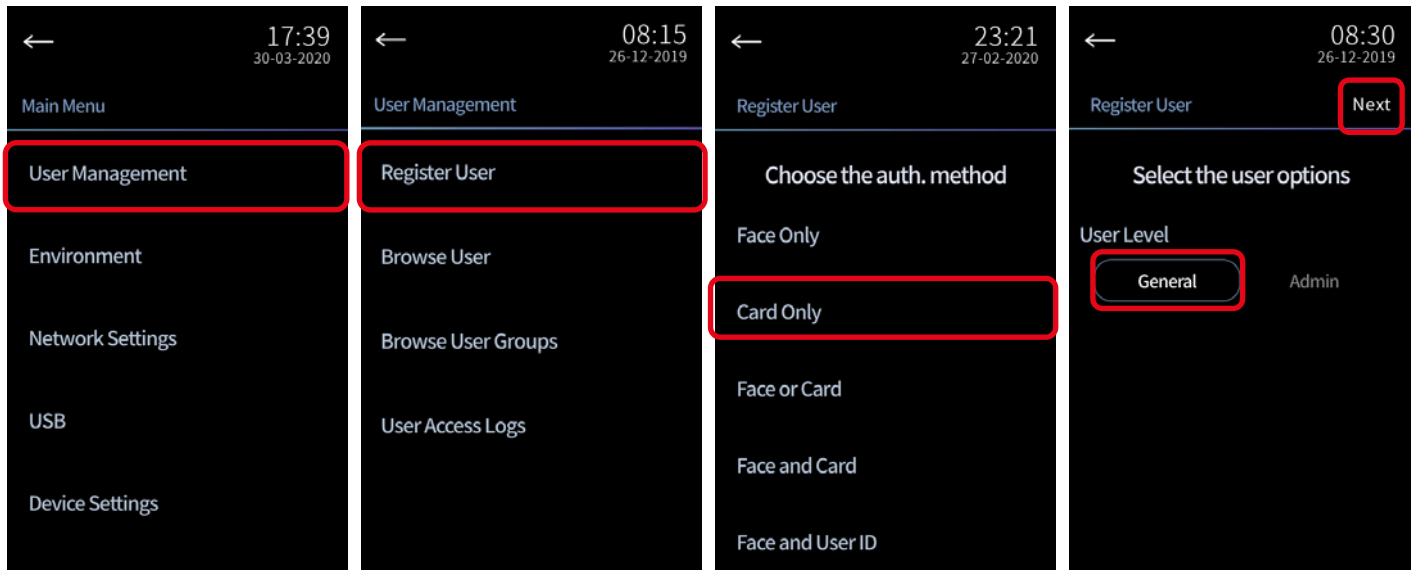 ←
17:39
30-03-2020
Main Menu
User Management
Environment
Network Settings
USB
Device Settings
←
08:15
26-12-2019
User Management
Register User
Browse User
Browse User Groups
User Access Logs
←
23:21
27-02-2020
Register User
Choose the auth. method
Face Only
Card Only
Face or Card
Face and Card
Face and User ID
←
08:30
26-12-2019
Register User Next
Select the user options
User Level
General Admin